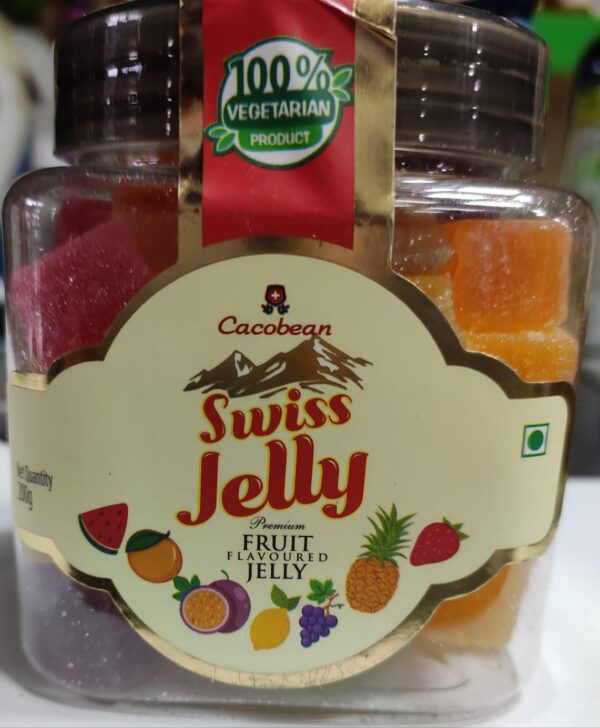 100%
VEGETARIAN
PRODUCT
Cacobean
Swiss
Jelly
Premium
FRUIT
FLAVOURED
JELLY
Net Quantity
200g